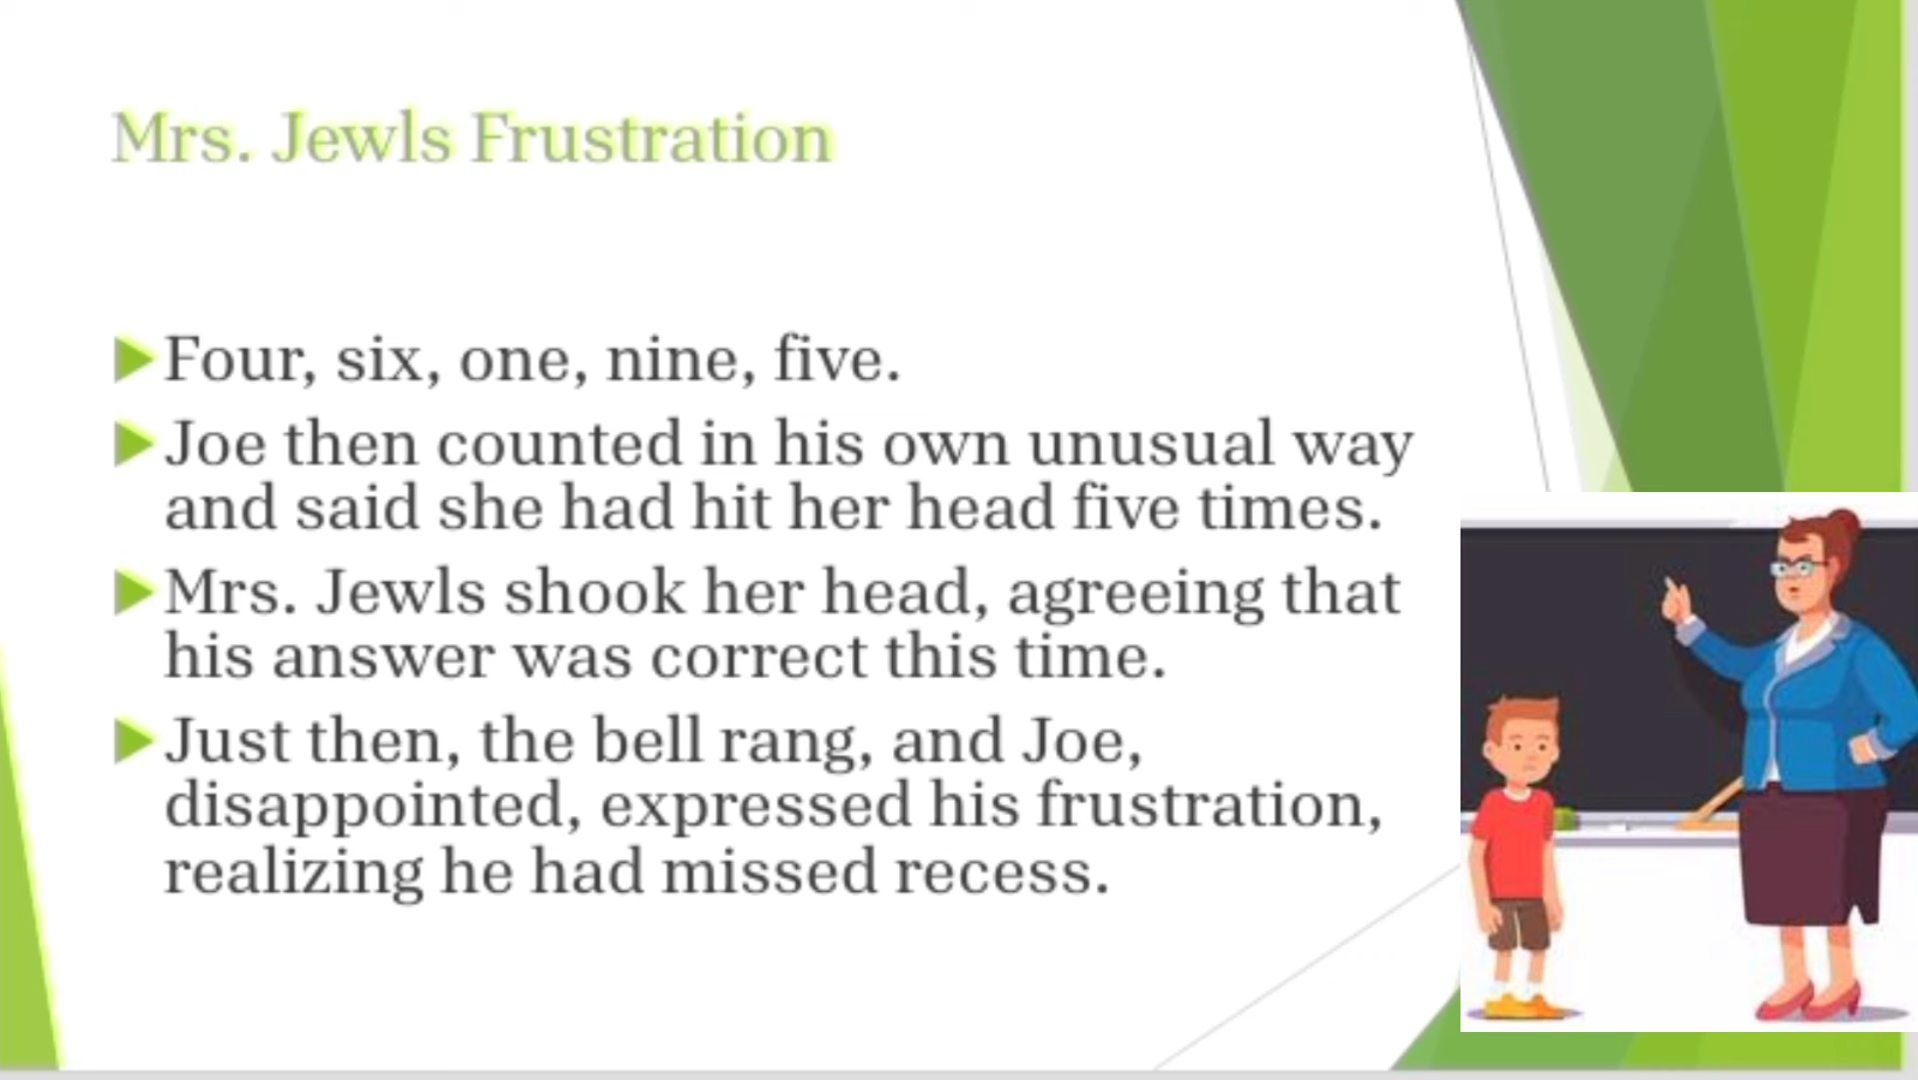 Mrs. Jewls Frustration
Four, six, one, nine, five.
Joe then counted in his own unusual way
and said she had hit her head five times.
Mrs. Jewls shook her head, agreeing that
his answer was correct this time.
Just then, the bell rang, and Joe,
disappointed, expressed his frustration,
realizing he had missed recess.